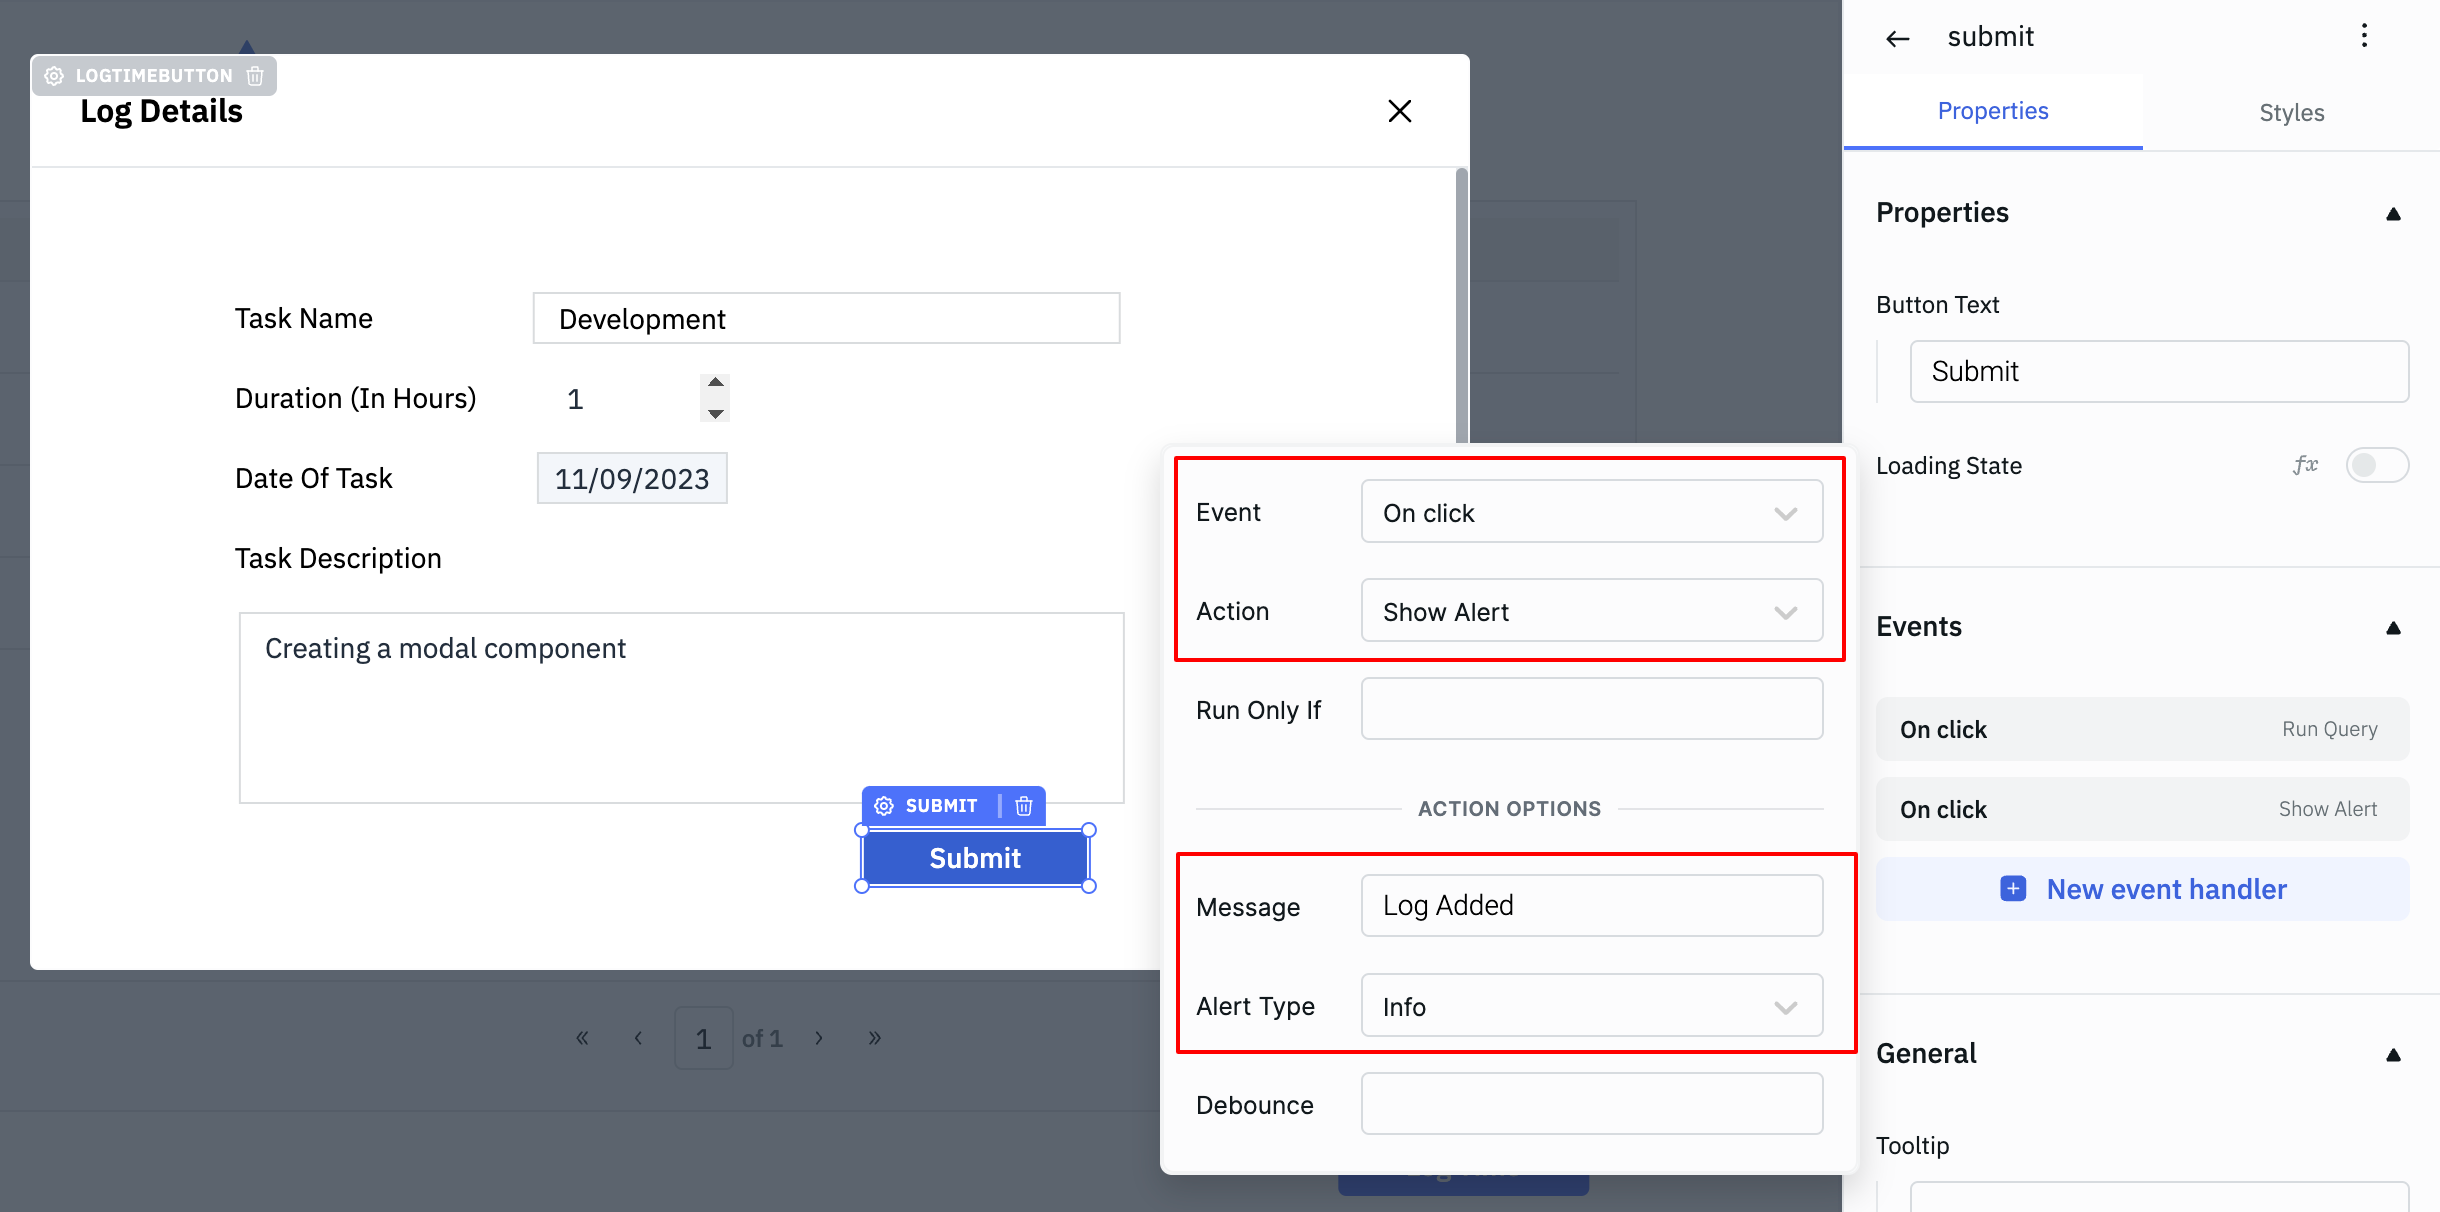 LOGTIMEBUTTON
Log Details
Task Name
Development
Duration (In Hours)
1
Date Of Task
11/09/2023
Task Description
Creating a modal component
SUBMIT
Submit
« ‹ 1 of 1 › »
Event
On click
Action
Show Alert
Run Only If
ACTION OPTIONS
Message
Log Added
Alert Type
Info
Debounce
submit
Properties
Styles
Properties
Button Text
Submit
Loading State
fx
Events
On click
Run Query
On click
Show Alert
New event handler
General
Tooltip